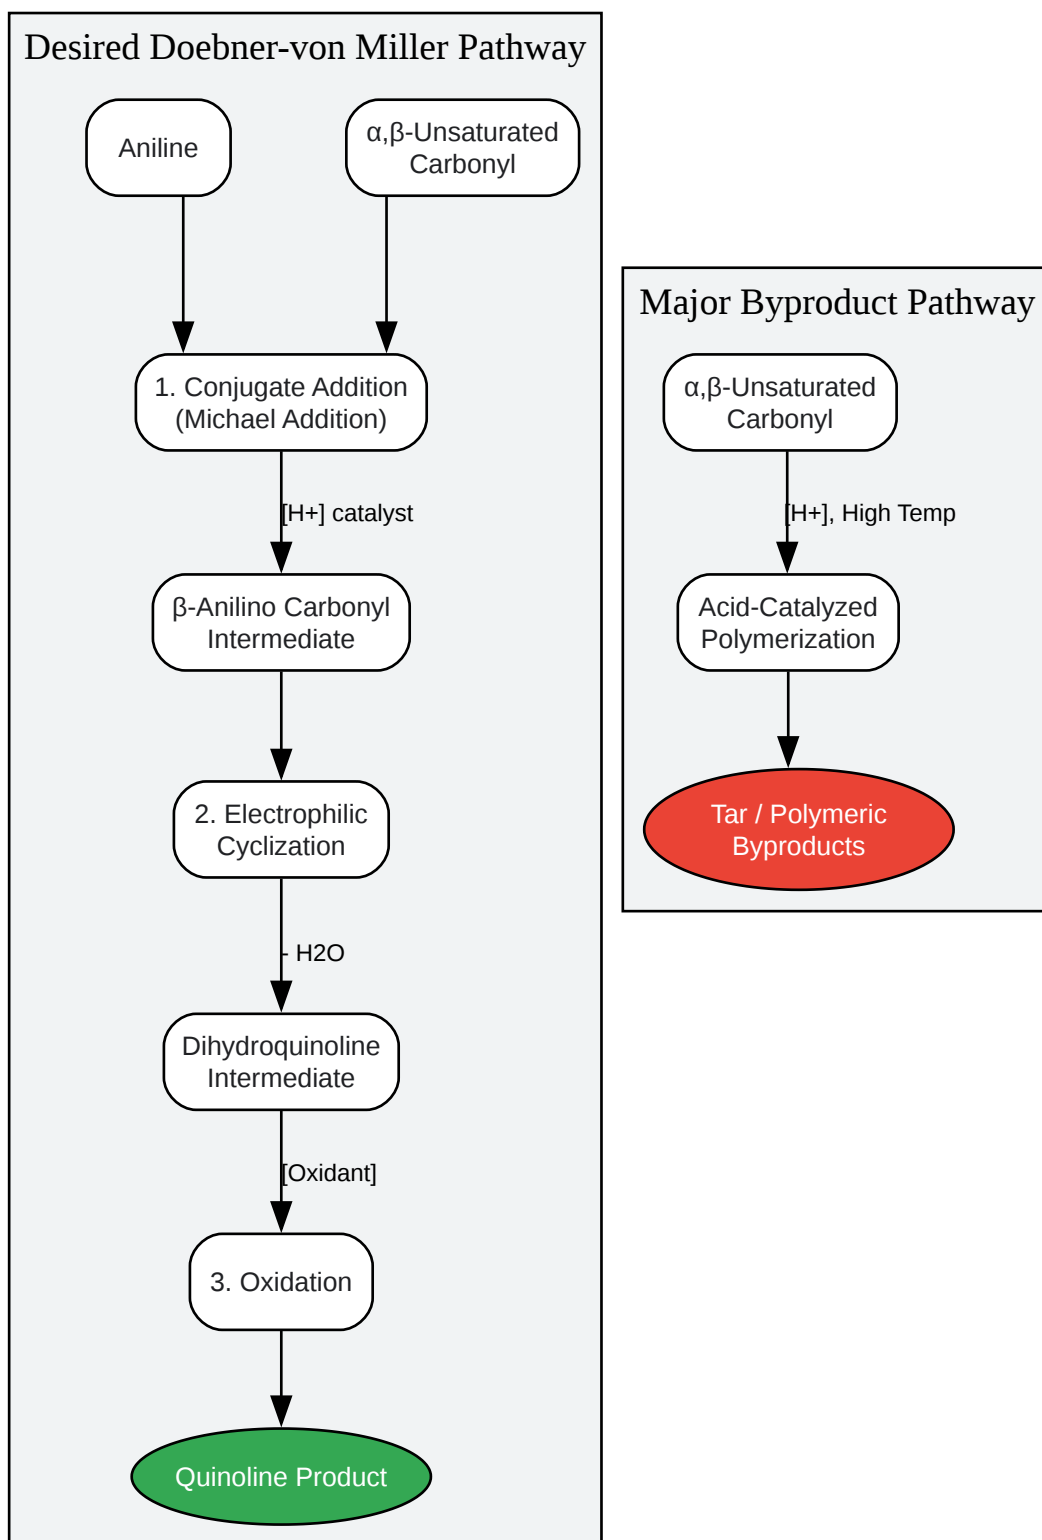 Desired Doebner-von Miller Pathway
Aniline
α,β-Unsaturated
Carbonyl
1. Conjugate Addition
(Michael Addition)
[H+] catalyst
β-Anilino Carbonyl
Intermediate
2. Electrophilic
Cyclization
- H2O
Dihydroquinoline
Intermediate
[Oxidant]
3. Oxidation
Quinoline Product
Major Byproduct Pathway
α,β-Unsaturated
Carbonyl
[H+], High Temp
Acid-Catalyzed
Polymerization
Tar / Polymeric
Byproducts